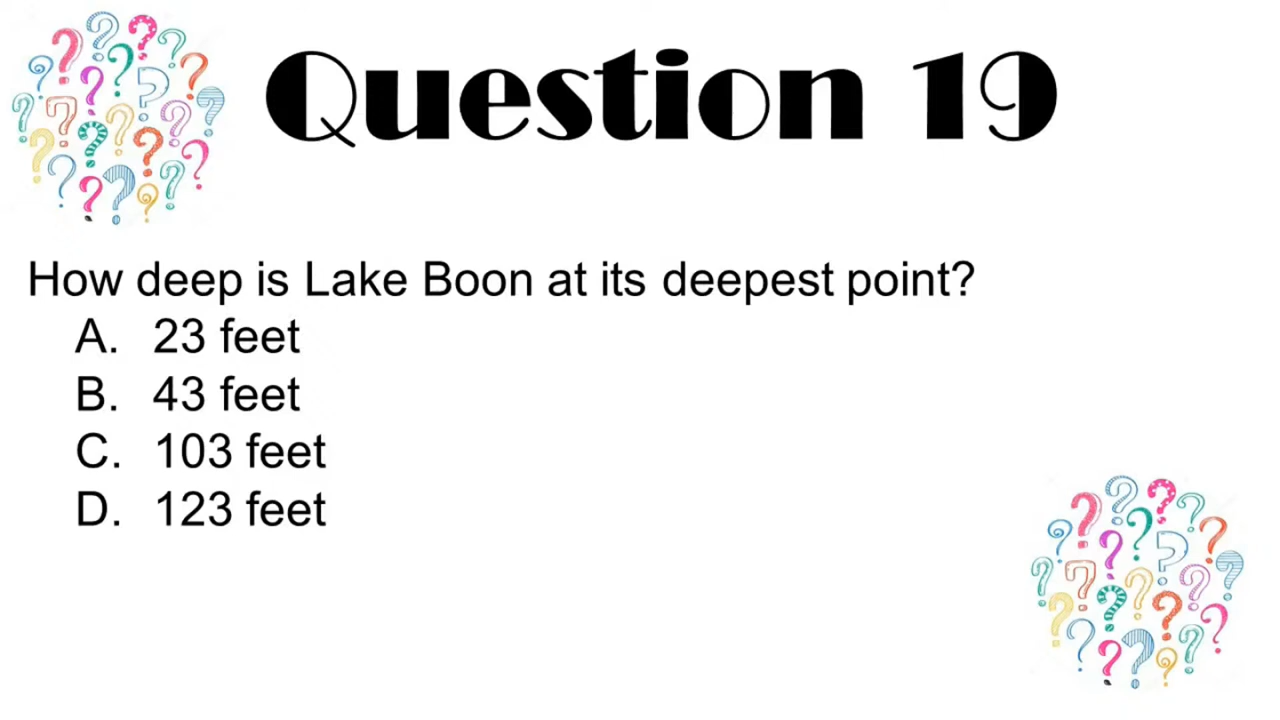 Question 19
How deep is Lake Boon at its deepest point?
A. 23 feet
B. 43 feet
C. 103 feet
D. 123 feet